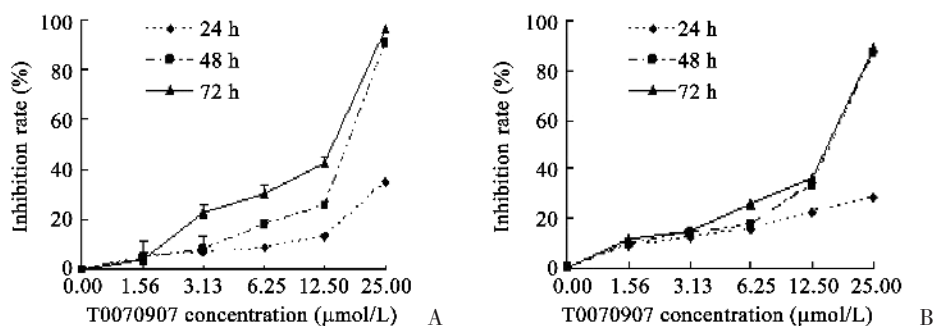 100
80
60
40
20
0
Inhibition rate (%)
24 h
48 h
72 h
0.00 1.56 3.13 6.25 12.50 25.00
T0070907 concentration (μmol/L)
A
100
80
60
40
20
0
Inhibition rate (%)
24 h
48 h
72 h
0.00 1.56 3.13 6.25 12.50 25.00
T0070907 concentration (μmol/L)
B